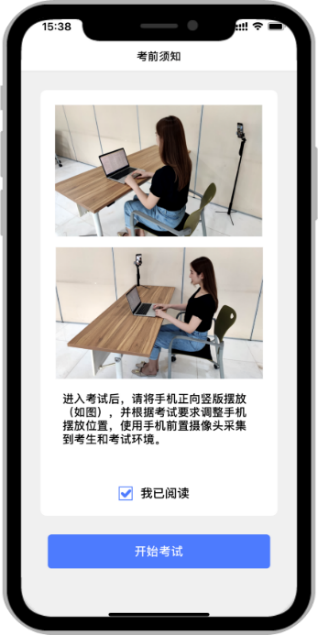 15:38
考前须知
进入考试后，请将手机正向竖版摆放
（如图），并根据考试要求调整手机
摆放位置，使用手机前置摄像头采集
到考生和考试环境。
我已阅读
开始考试